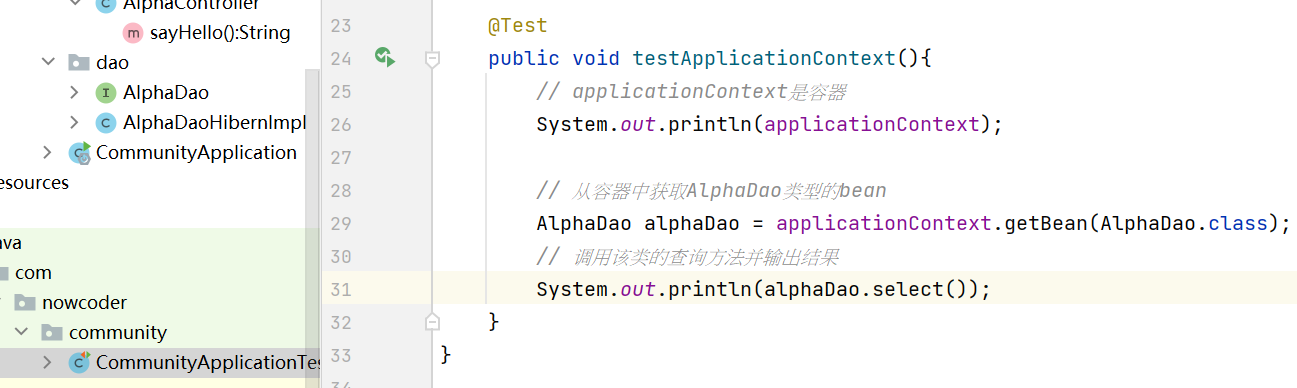 AlphaController
sayHello():String
dao
AlphaDao
AlphaDaoHibernImpl
CommunityApplication
esources
ava
com
nowcoder
community
CommunityApplicationTes
23 @Test
24 public void testApplicationContext(){
25 // applicationContext是容器
26 System.out.println(applicationContext);
27
28 // 从容器中获取AlphaDao类型的bean
29 AlphaDao alphaDao = applicationContext.getBean(AlphaDao.class);
30 // 调用该类的查询方法并输出结果
31 System.out.println(alphaDao.select());
32 }
33 }
34